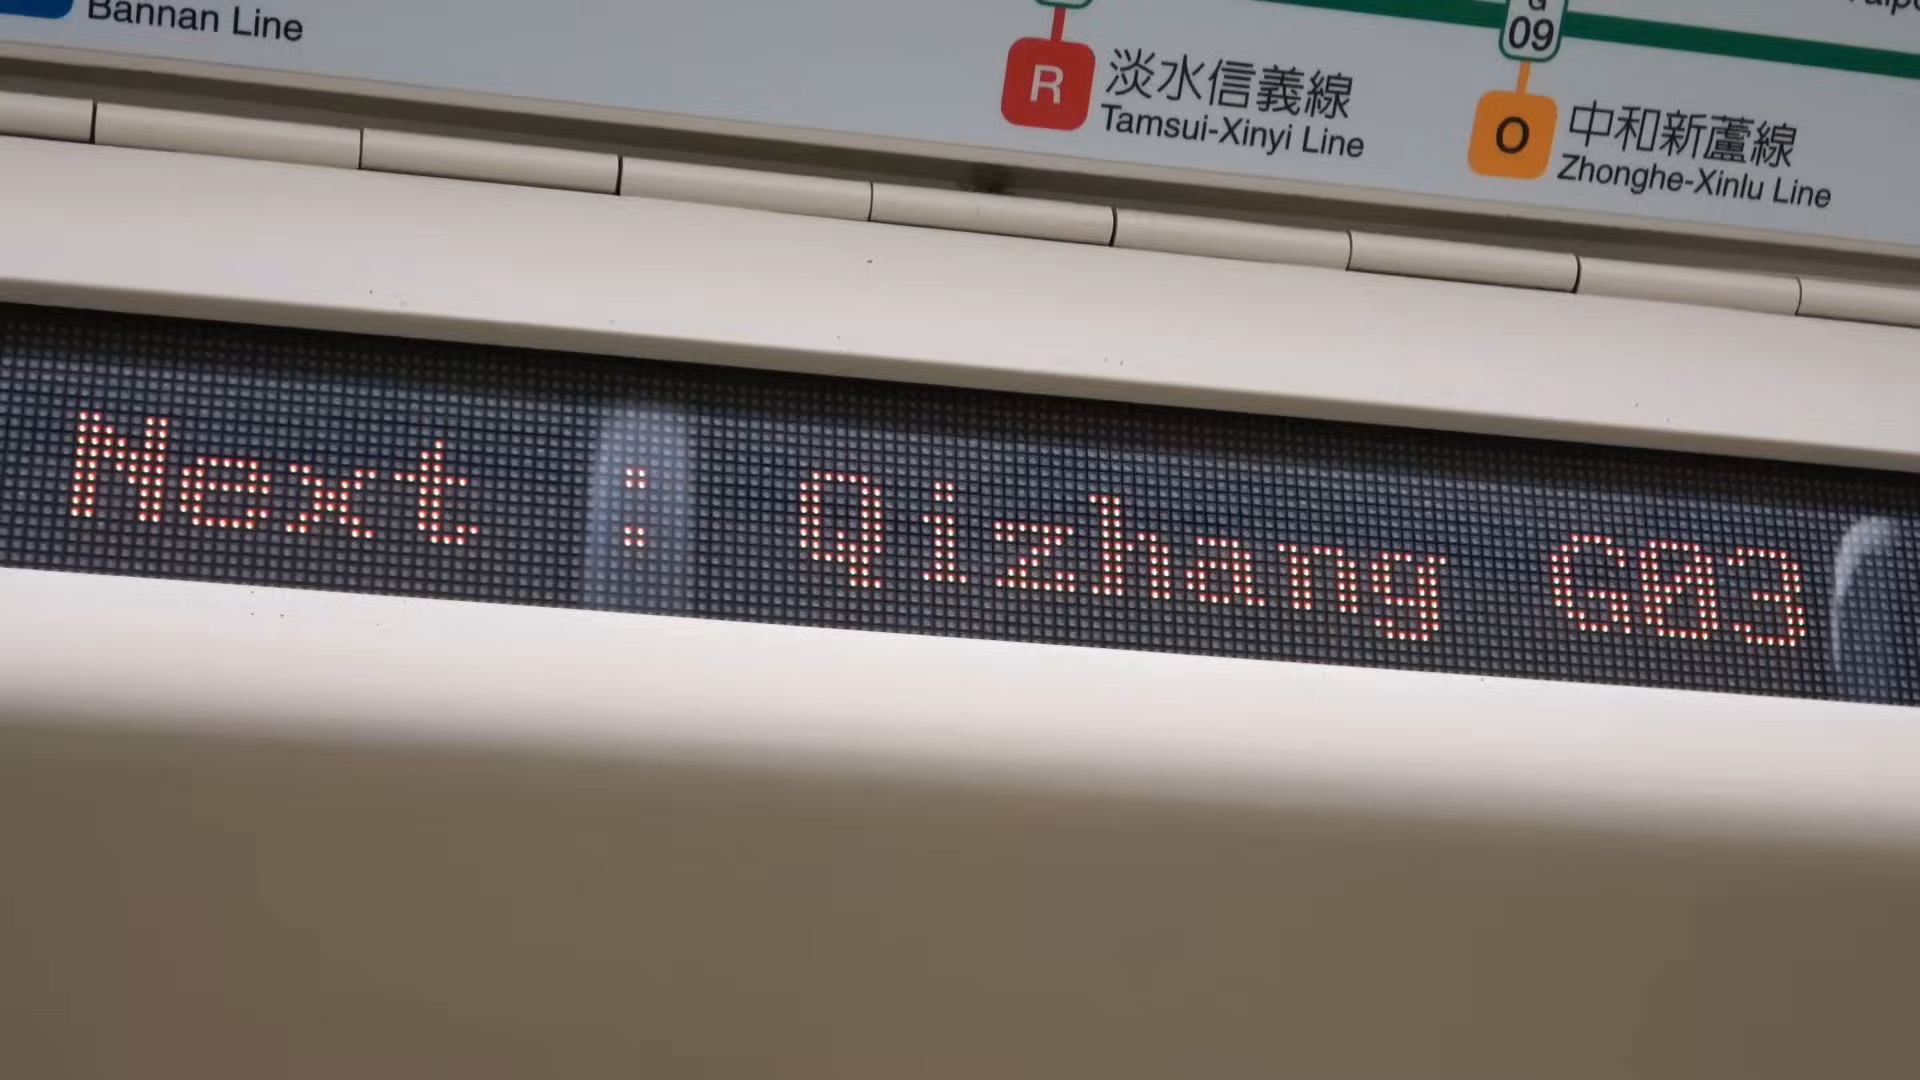 Bannan Line
R
淡水信義線
Tamsui-Xinyi Line
G
09
O
中和新蘆線
Zhonghe-Xinlu Line
Next : Qizhang G03